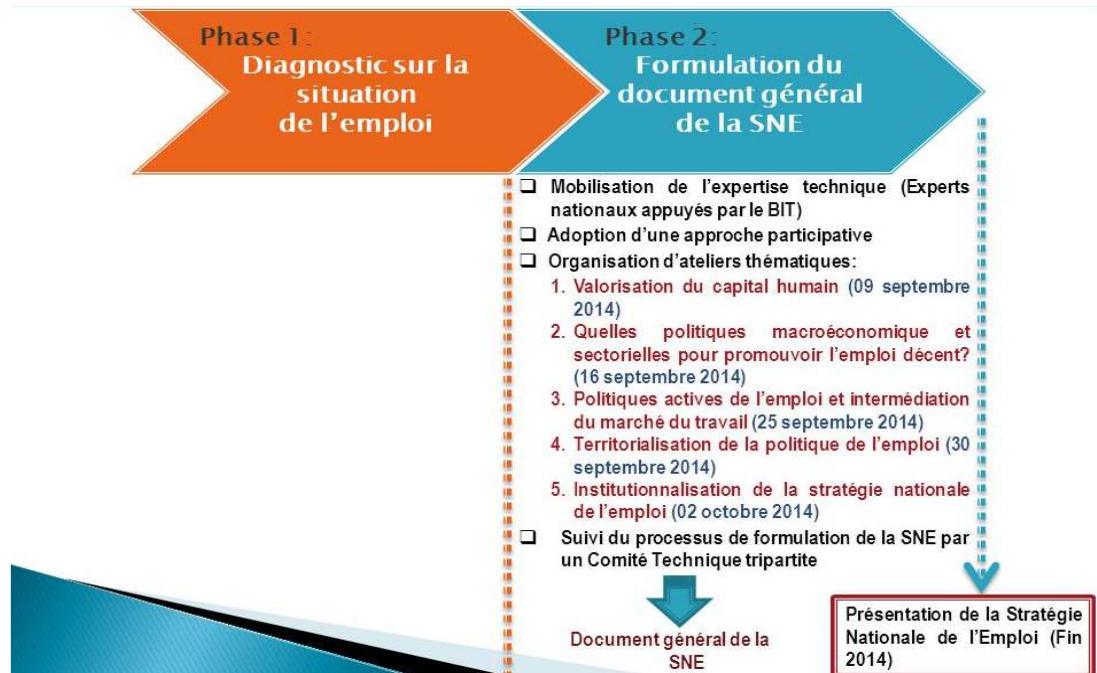 Phase 1:
Diagnostic sur la
situation
de l'emploi
Phase 2:
Formulation du
document général
de la SNE
❑ Mobilisation de l'expertise technique (Experts
nationaux appuyés par le BIT)
❑ Adoption d'une approche participative
❑ Organisation d'ateliers thématiques:
1. Valorisation du capital humain (09 septembre
2014)
2. Quelles politiques macroéconomique et
sectorielles pour promouvoir l'emploi décent?
(16 septembre 2014)
3. Politiques actives de l'emploi et intermédiation
du marché du travail (25 septembre 2014)
4. Territorialisation de la politique de l'emploi (30
septembre 2014)
5. Institutionnalisation de la stratégie nationale
de l'emploi (02 octobre 2014)
❑ Suivi du processus de formulation de la SNE par
un Comité Technique tripartite
Document général de la
SNE
Présentation de la Stratégie
Nationale de l'Emploi (Fin
2014)